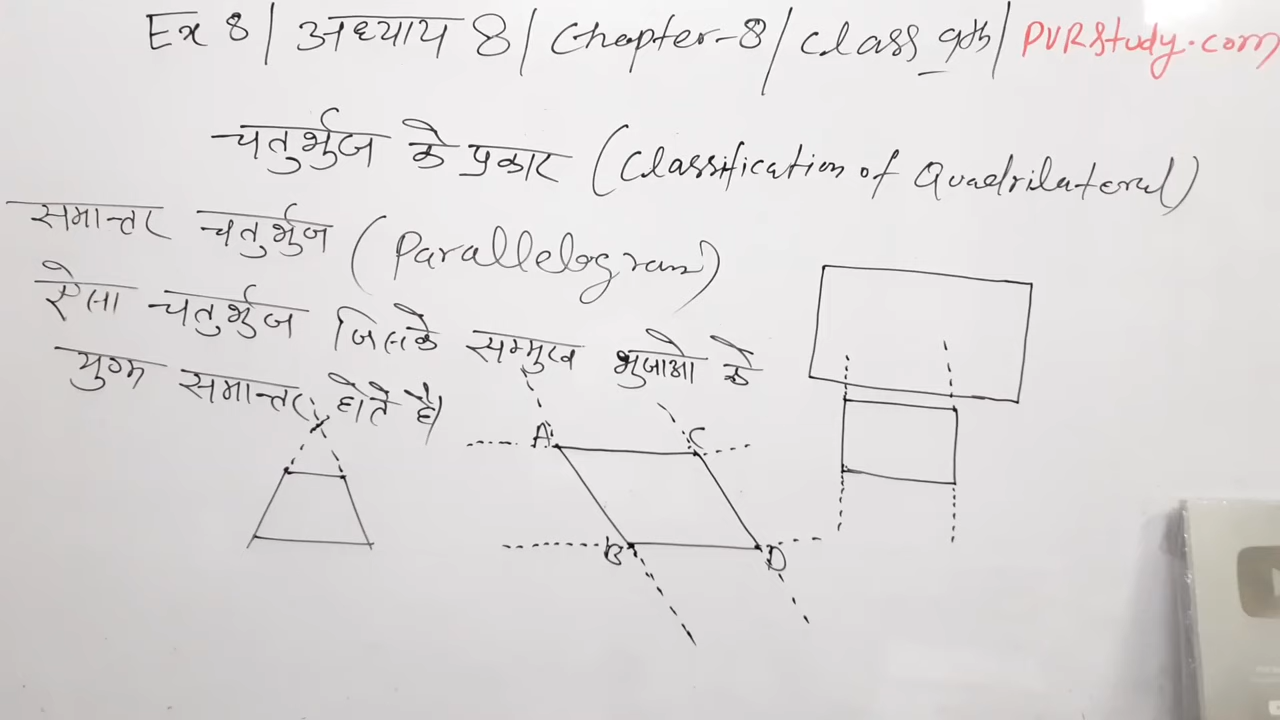 Ex 8 | अध्याय 8 | Chapter-8 | Class 9th | PVRStudy.com
चतुर्भुज के प्रकार (Classification of Quadrilateral)
समान्तर चतुर्भुज (Parallelogram)
ऐसा चतुर्भुज जिसके सम्मुख भुजाओ के
युग्म समान्तर होते है।
A C
B D